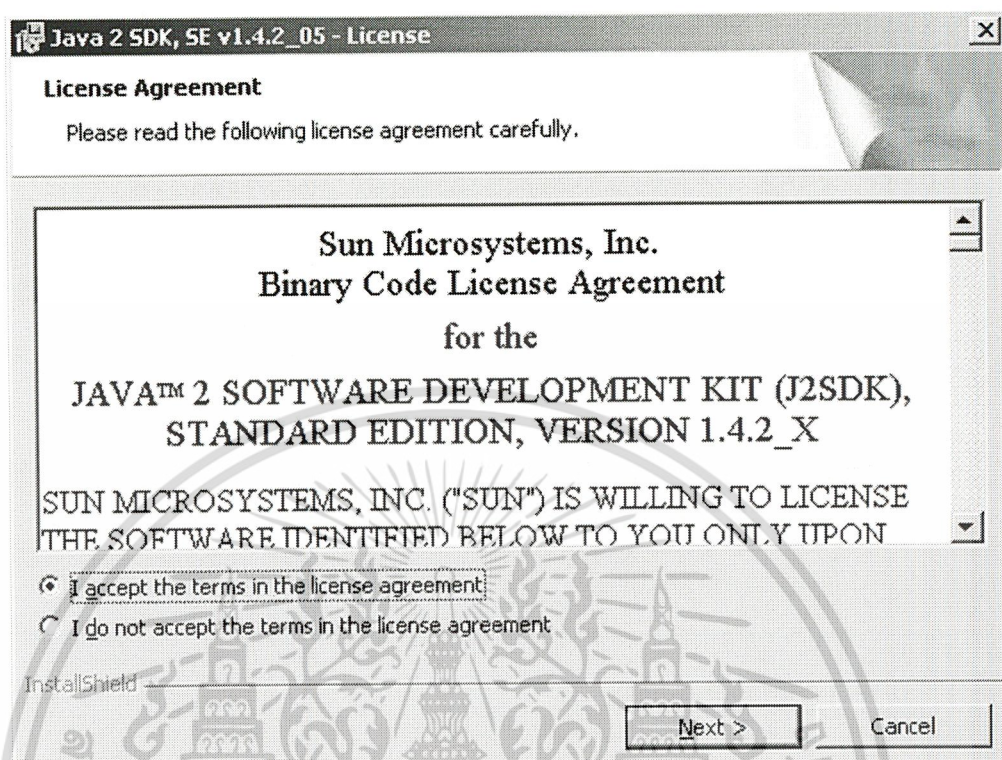 Java 2 SDK, SE v1.4.2_05 - License
License Agreement
Please read the following license agreement carefully.
Sun Microsystems, Inc.
Binary Code License Agreement
for the
JAVA™ 2 SOFTWARE DEVELOPMENT KIT (J2SDK),
STANDARD EDITION, VERSION 1.4.2_X
SUN MICROSYSTEMS, INC. ("SUN") IS WILLING TO LICENSE
THE SOFTWARE IDENTIFIED BELOW TO YOU ONLY UPON
I accept the terms in the license agreement
I do not accept the terms in the license agreement
InstallShield
Next >
Cancel